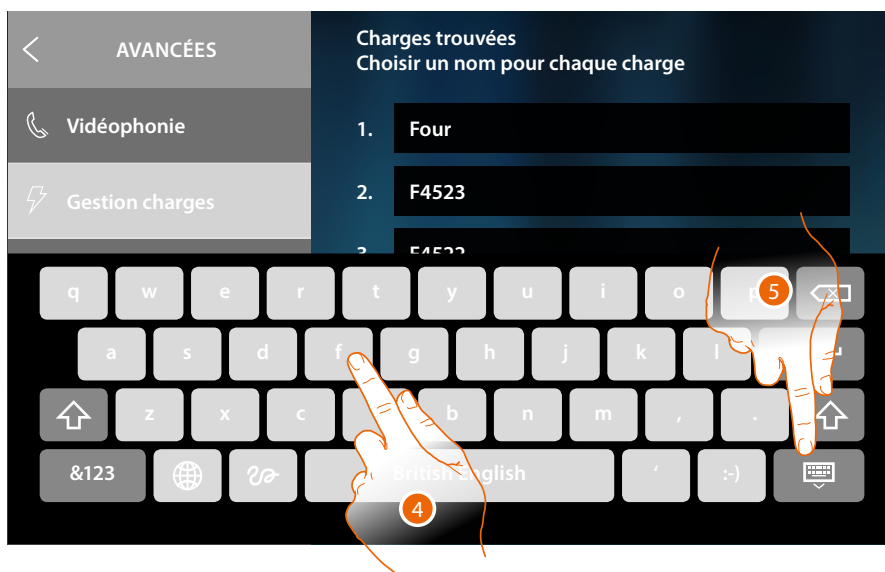 AVANCÉES
Charges trouvées
Choisir un nom pour chaque charge
Vidéophonie
1. Four
Gestion charges
2. F4523
q w e r t y u i o p 5
a s d f g h j k l
z x c b n m , .
&123 British English ' :-)
4